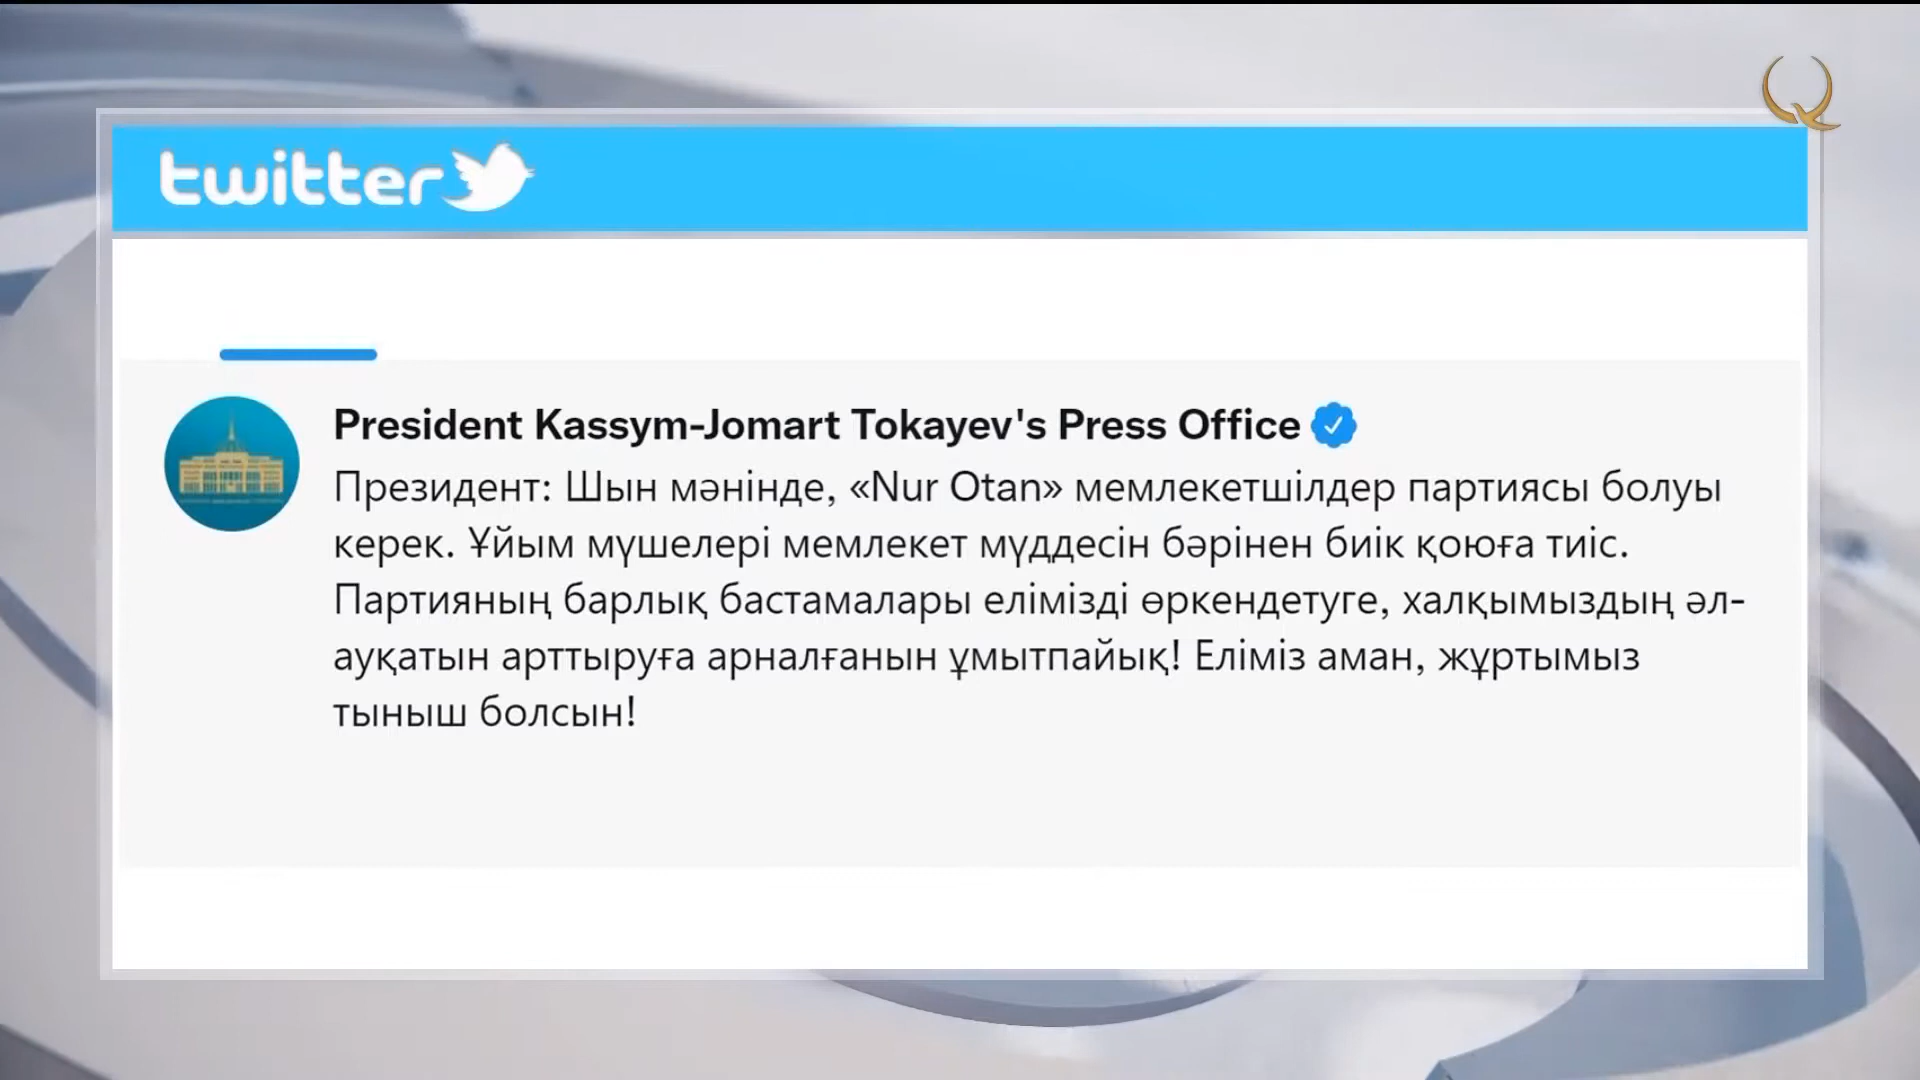 twitter
President Kassym-Jomart Tokayev's Press Office
Президент: Шын мәнінде, «Nur Otan» мемлекетшілдер партиясы болуы
керек. Ұйым мүшелері мемлекет мүддесін бәрінен биік қоюға тиіс.
Партияның барлық бастамалары елімізді өркендетуге, халқымыздың әл-
ауқатын арттыруға арналғанын ұмытпайық! Еліміз аман, жұртымыз
тыныш болсын!